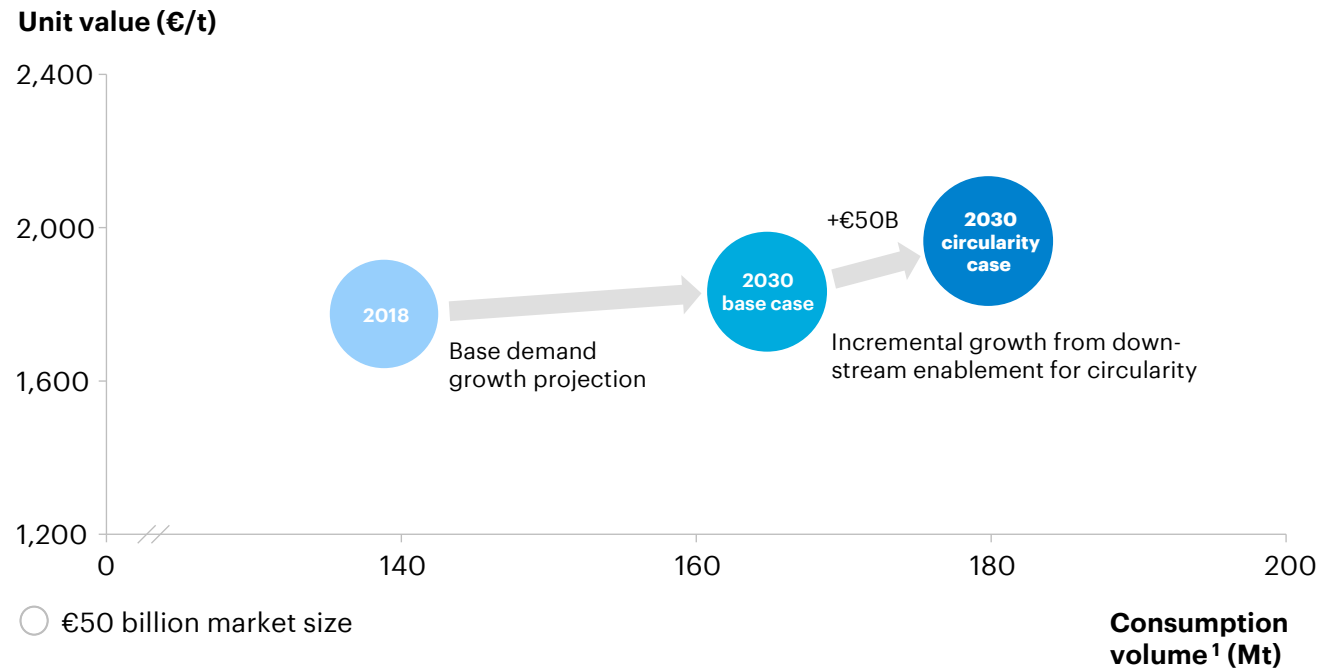 Unit value (€/t)
2,400
2,000
1,600
1,200
2018
Base demand
growth projection
2030
base case
+€50B
2030
circularity
case
Incremental growth from down-
stream enablement for circularity
0
140
160
180
200
€50 billion market size
Consumption
volume¹ (Mt)